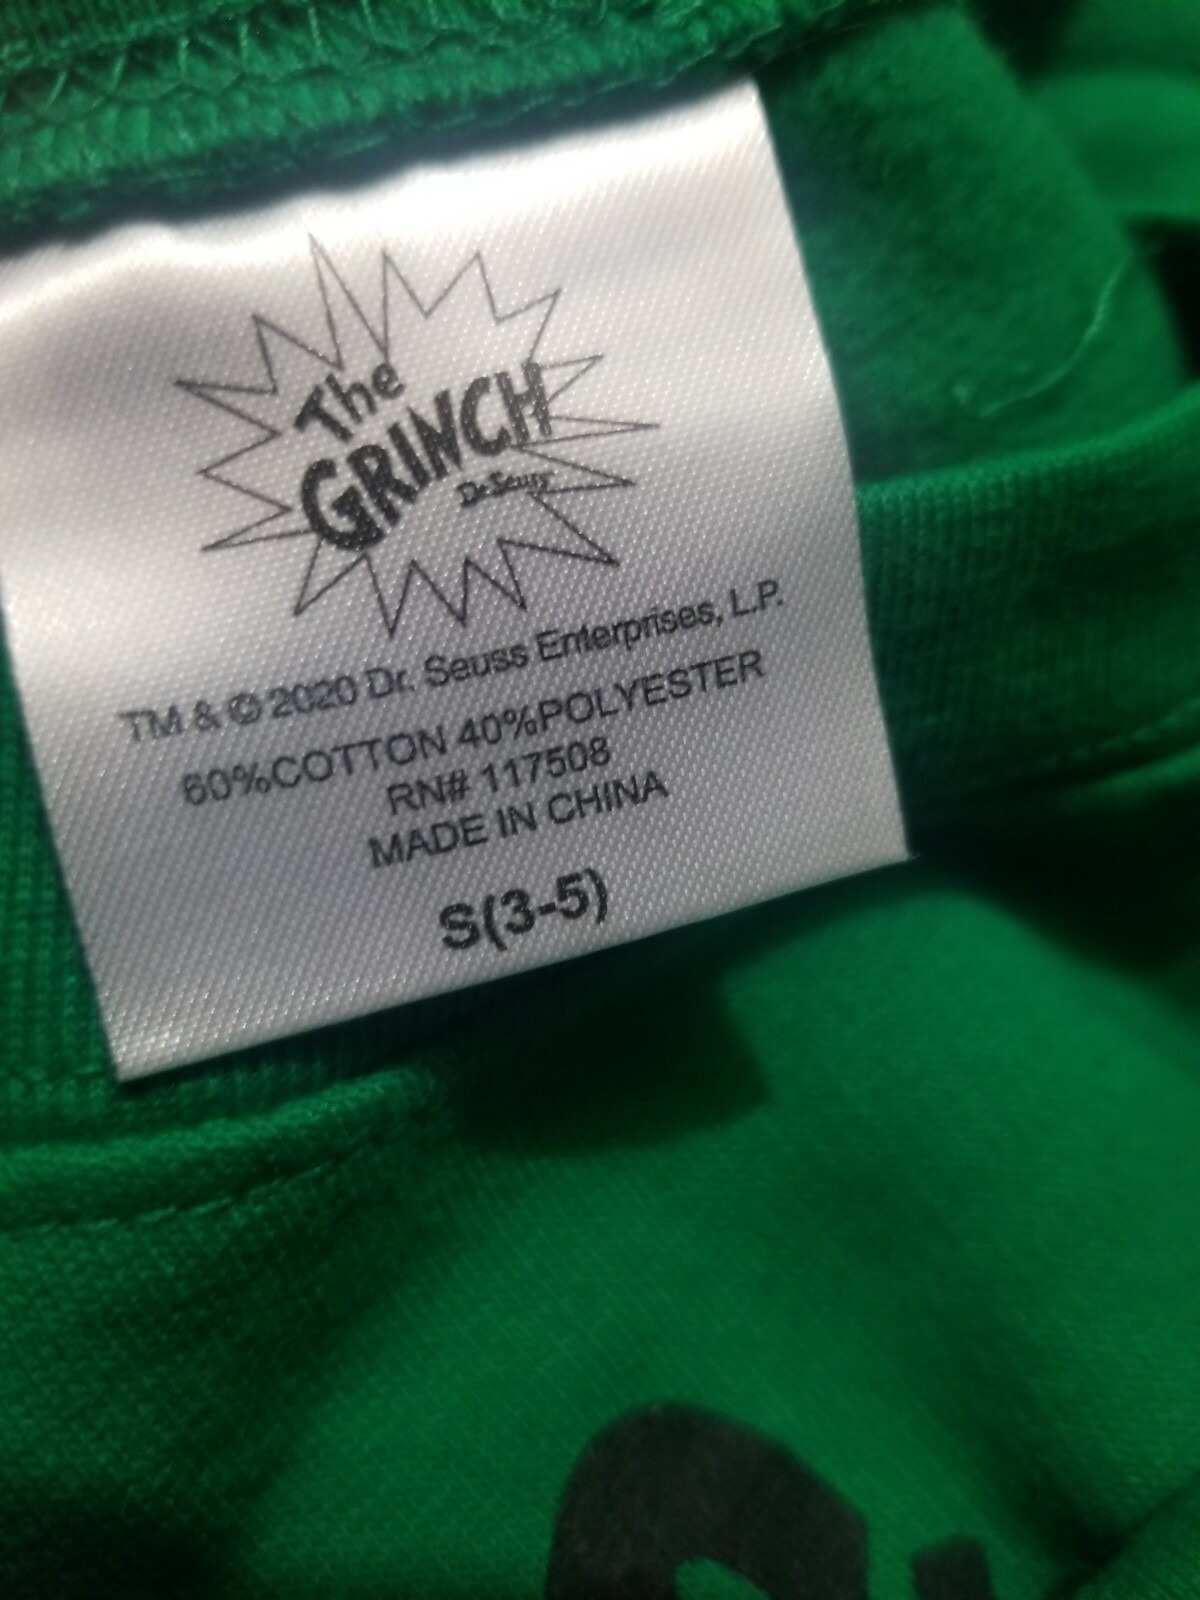 The
GRINCH
Dr. Seuss
TM & © 2020 Dr. Seuss Enterprises, L.P.
60%COTTON 40%POLYESTER
RN# 117508
MADE IN CHINA
S(3-5)